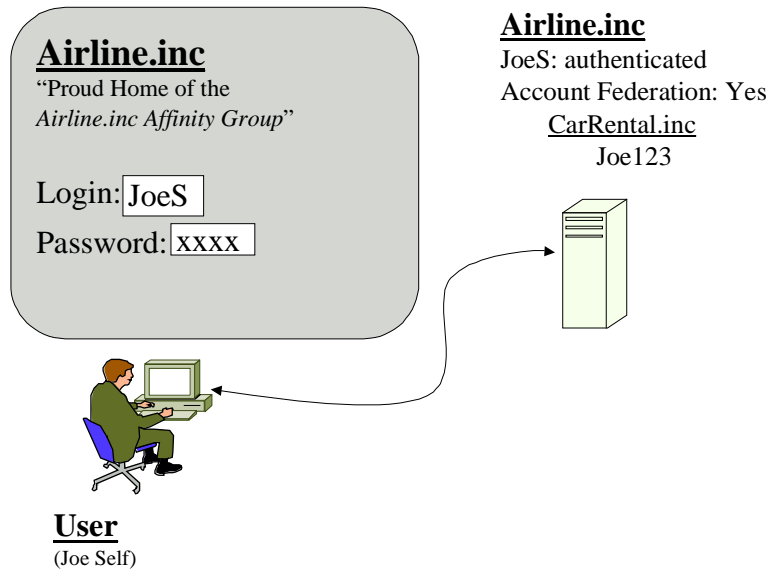 Airline.inc
“Proud Home of the
Airline.inc Affinity Group”
Login: JoeS
Password: xxxx
Airline.inc
JoeS: authenticated
Account Federation: Yes
CarRental.inc
Joe123
User
(Joe Self)